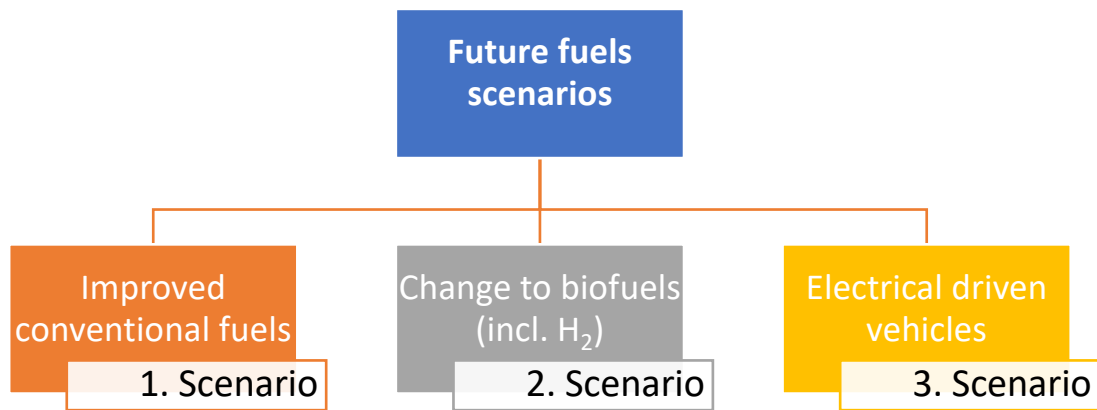 Future fuels
scenarios
Improved
conventional fuels
1. Scenario
Change to biofuels
(incl. H₂)
2. Scenario
Electrical driven
vehicles
3. Scenario